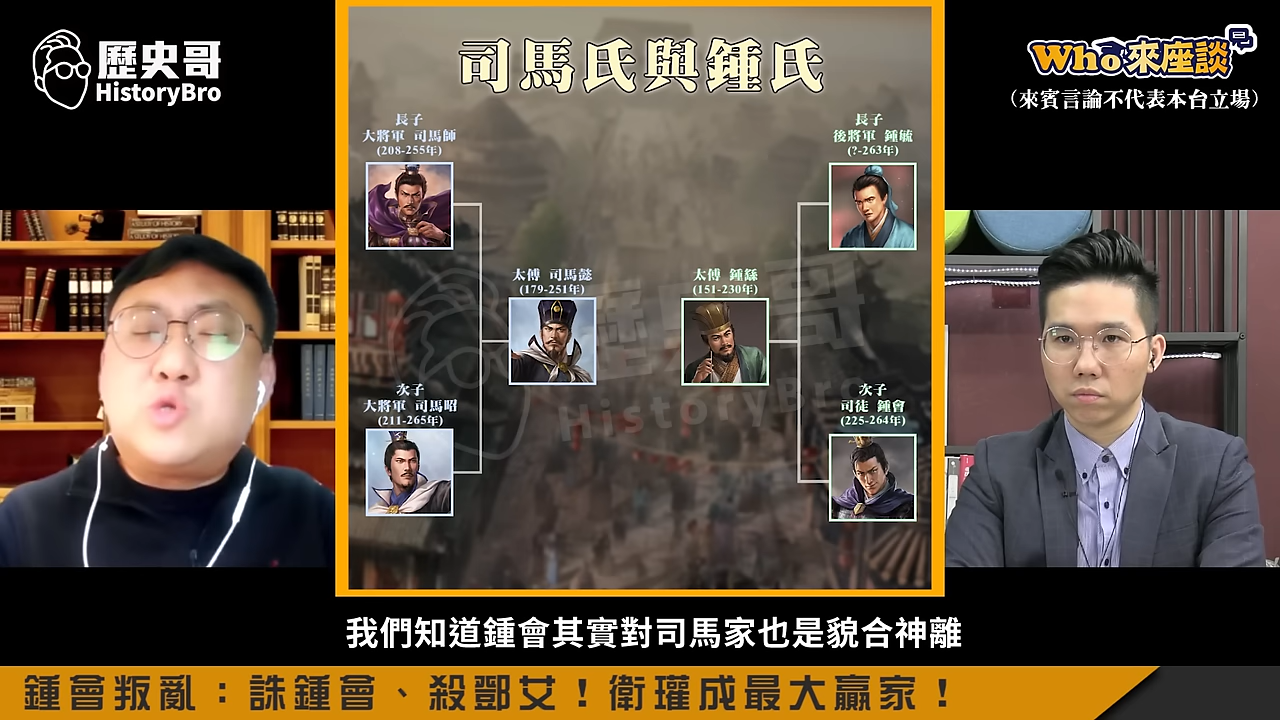 歷史哥
HistoryBro
司馬氏與鍾氏
Who來座談
(來賓言論不代表本台立場)
長子
大將軍 司馬師
(208-255年)
長子
後將軍 鍾毓
(?-263年)
太傅 司馬懿
(179-251年)
太傅 鍾繇
(151-230年)
次子
大將軍 司馬昭
(211-265年)
次子
司徒 鍾會
(225-264年)
歷史哥
HistoryBro
我們知道鍾會其實對司馬家也是貌合神離
鍾會叛亂:誅鍾會、殺鄧艾!衛瓘成最大贏家!